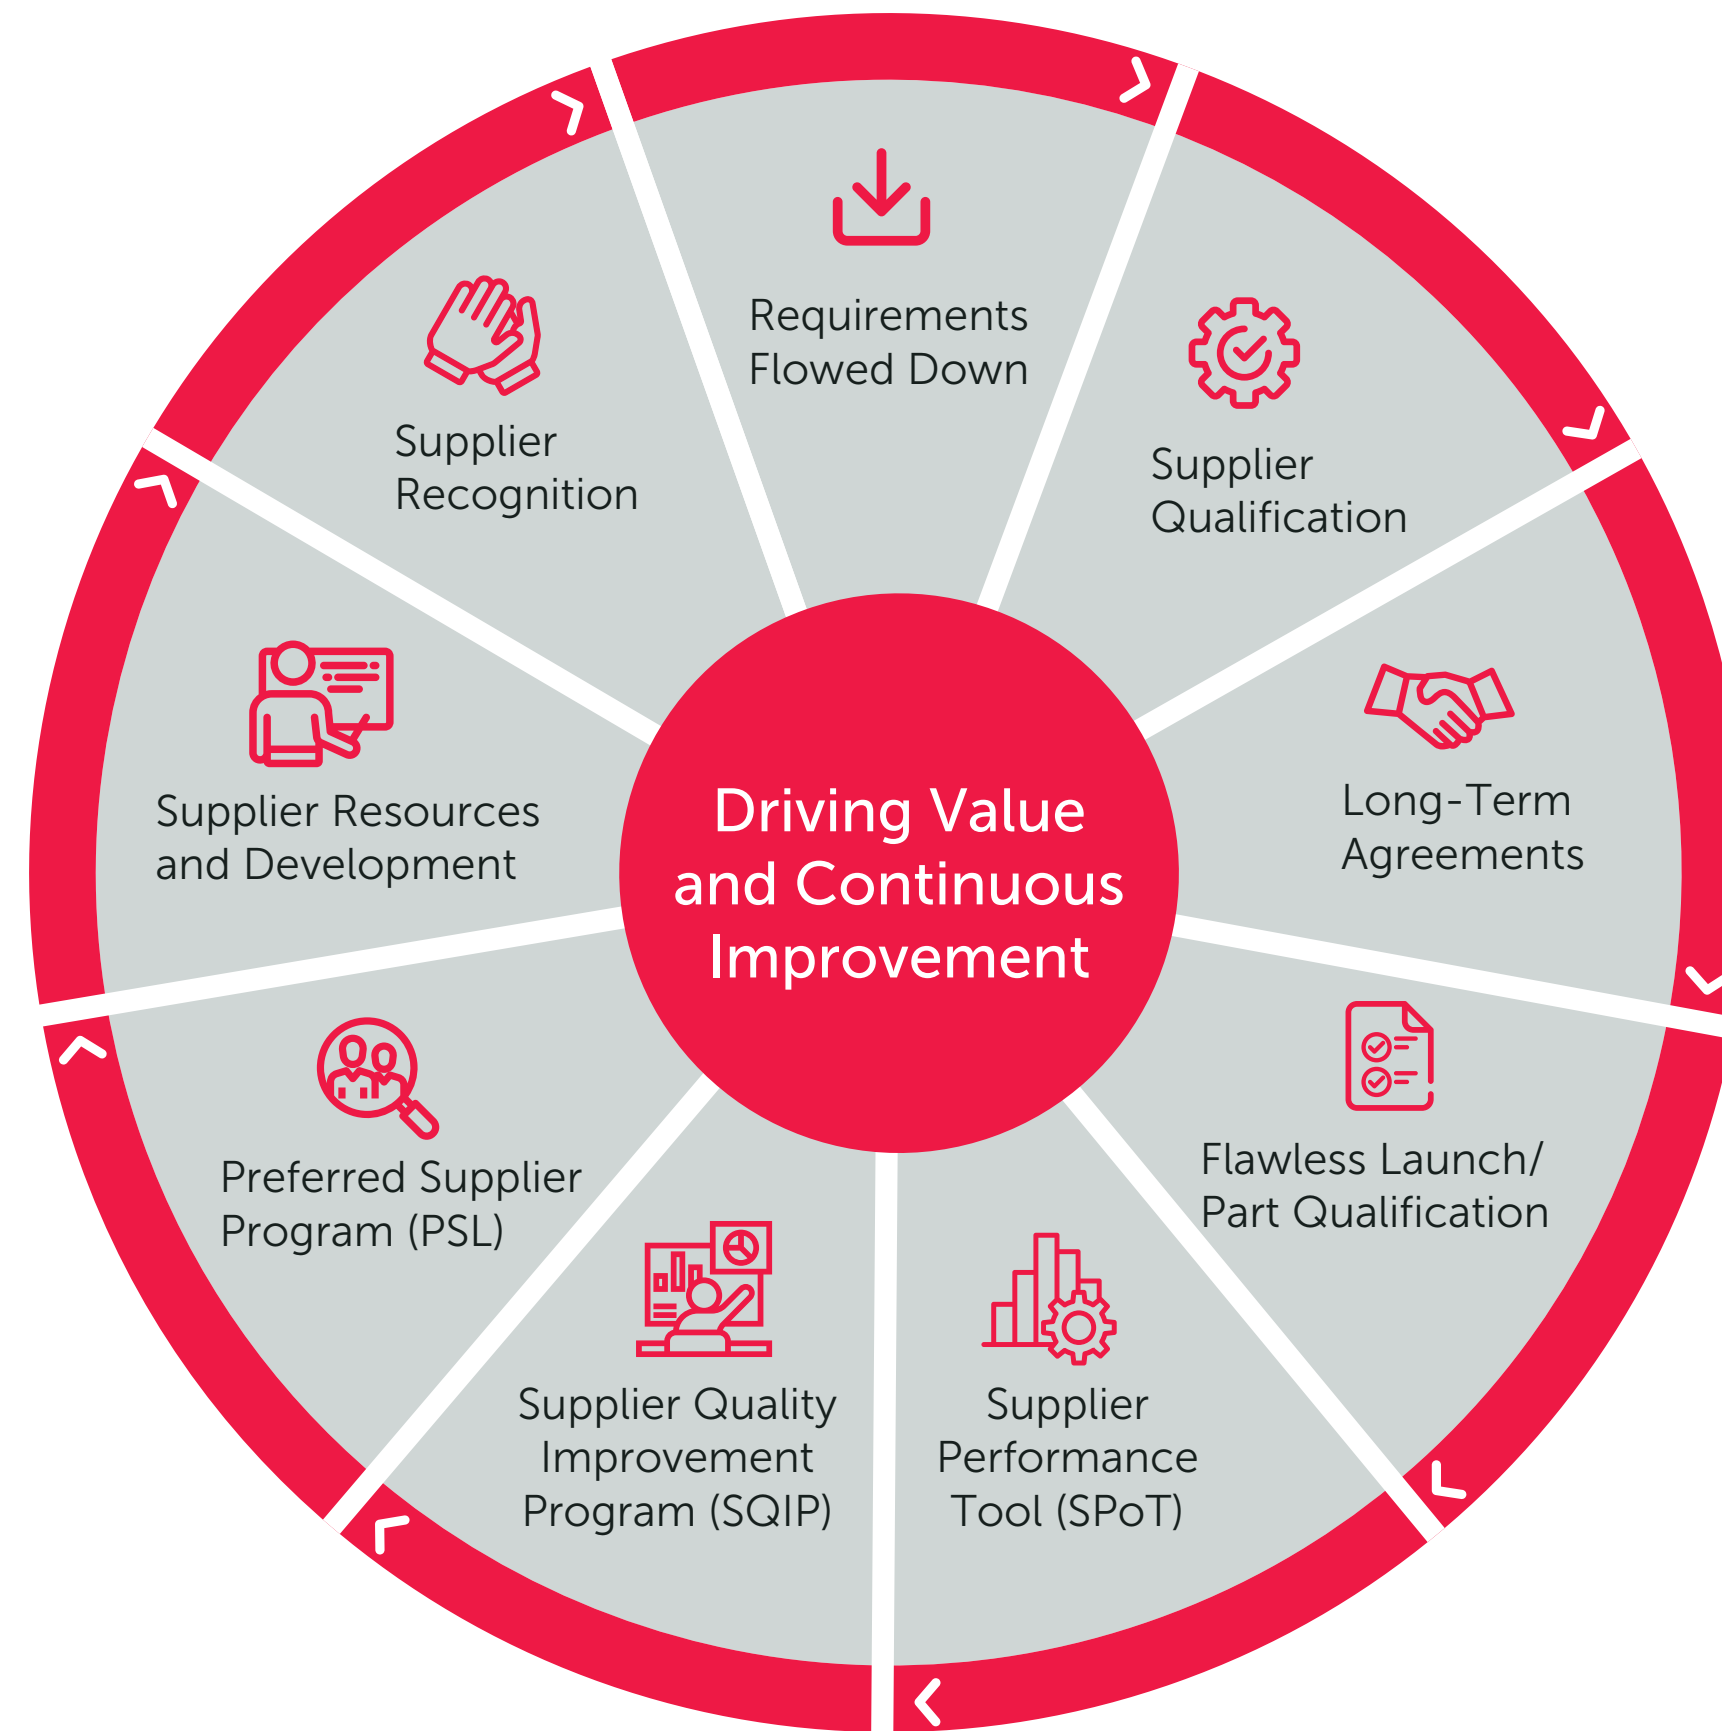 Requirements
Flowed Down
Supplier
Qualification
Long-Term
Agreements
Flawless Launch/
Part Qualification
Supplier
Performance
Tool (SPoT)
Supplier Quality
Improvement
Program (SQIP)
Preferred Supplier
Program (PSL)
Supplier Resources
and Development
Supplier
Recognition
Driving Value
and Continuous
Improvement